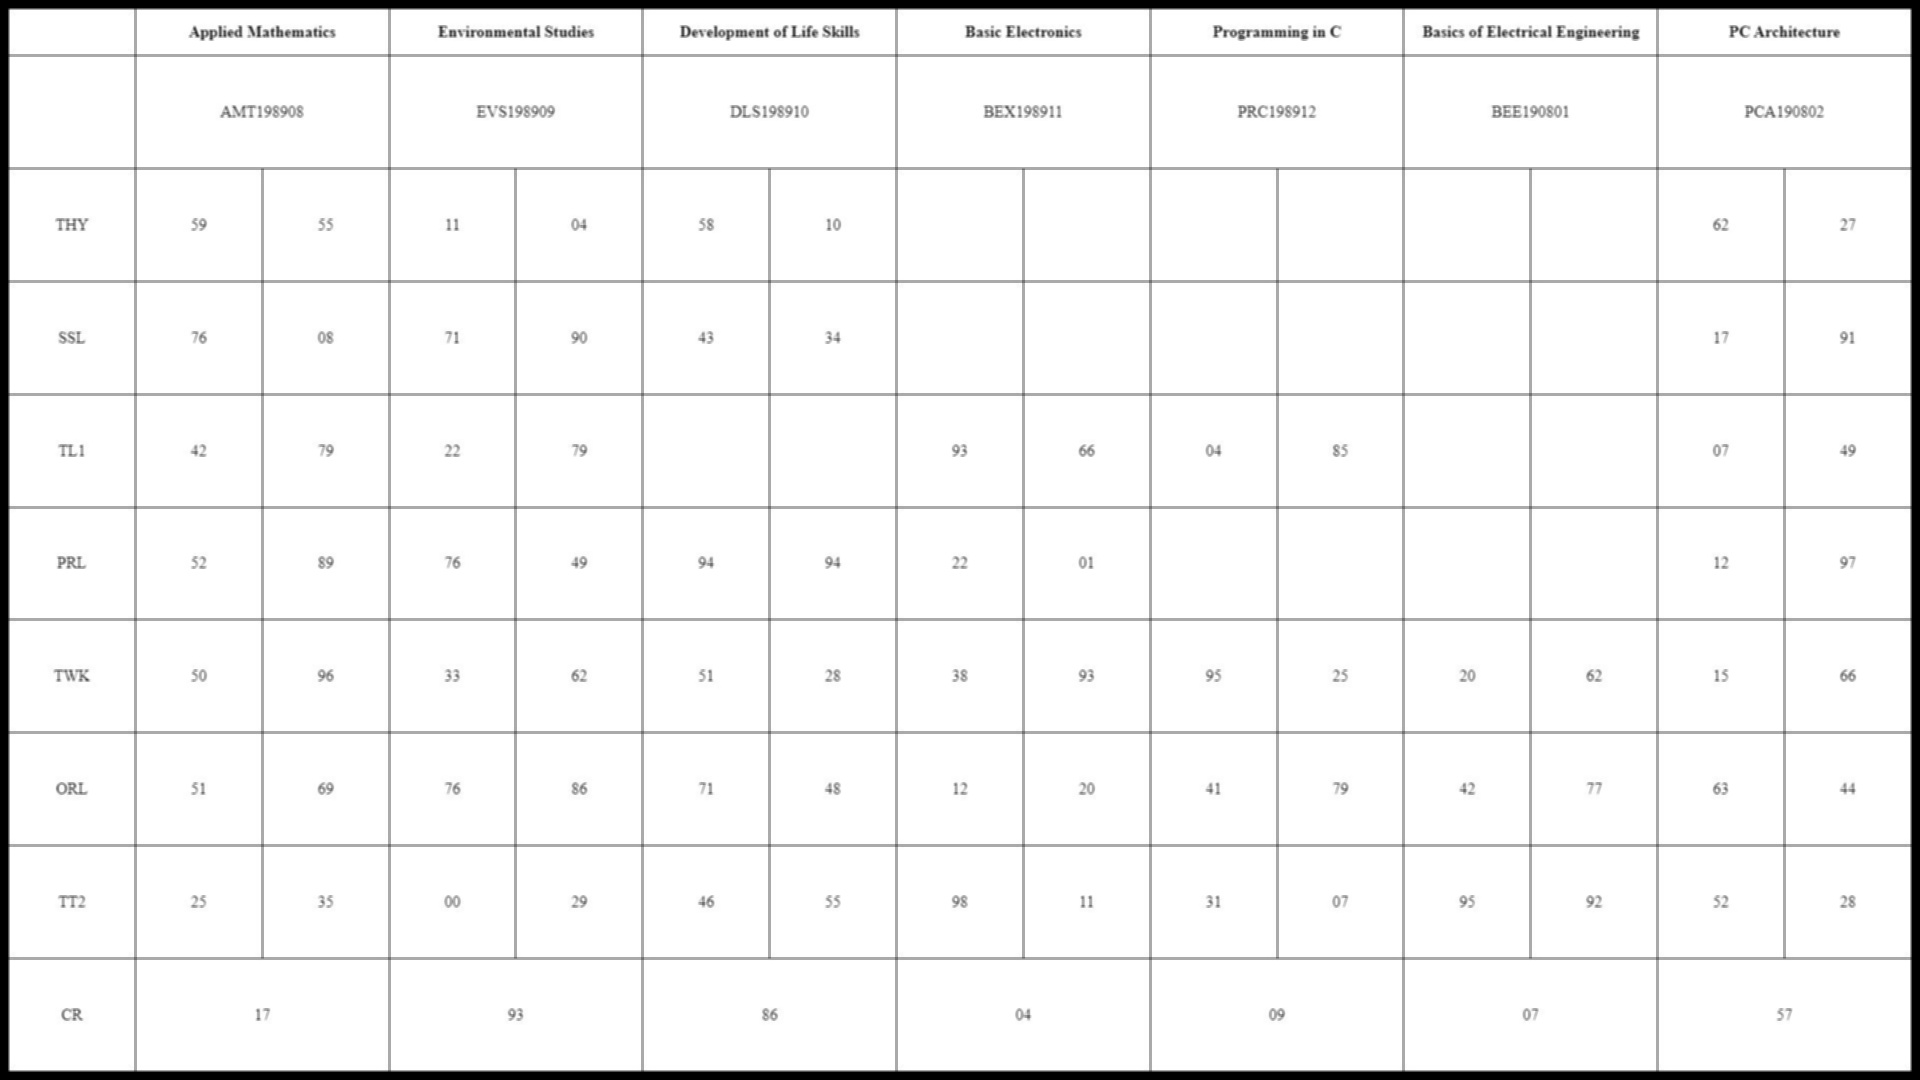 Applied Mathematics Environmental Studies Development of Life Skills Basic Electronics Programming in C Basics of Electrical Engineering PC Architecture
AMT198908 EVS198909 DLS198910 BEX198911 PRC198912 BEE190801 PCA190802
THY 59 55 11 04 58 10 62 27
SSL 76 08 71 90 43 34 17 91
TL1 42 79 22 79 93 66 04 85 07 49
PRL 52 89 76 49 94 94 22 01 12 97
TWK 50 96 33 62 51 28 38 93 95 25 20 62 15 66
ORL 51 69 76 86 71 48 12 20 41 79 42 77 63 44
TT2 25 35 00 29 46 55 98 11 31 07 95 92 52 28
CR 17 93 86 04 09 07 57